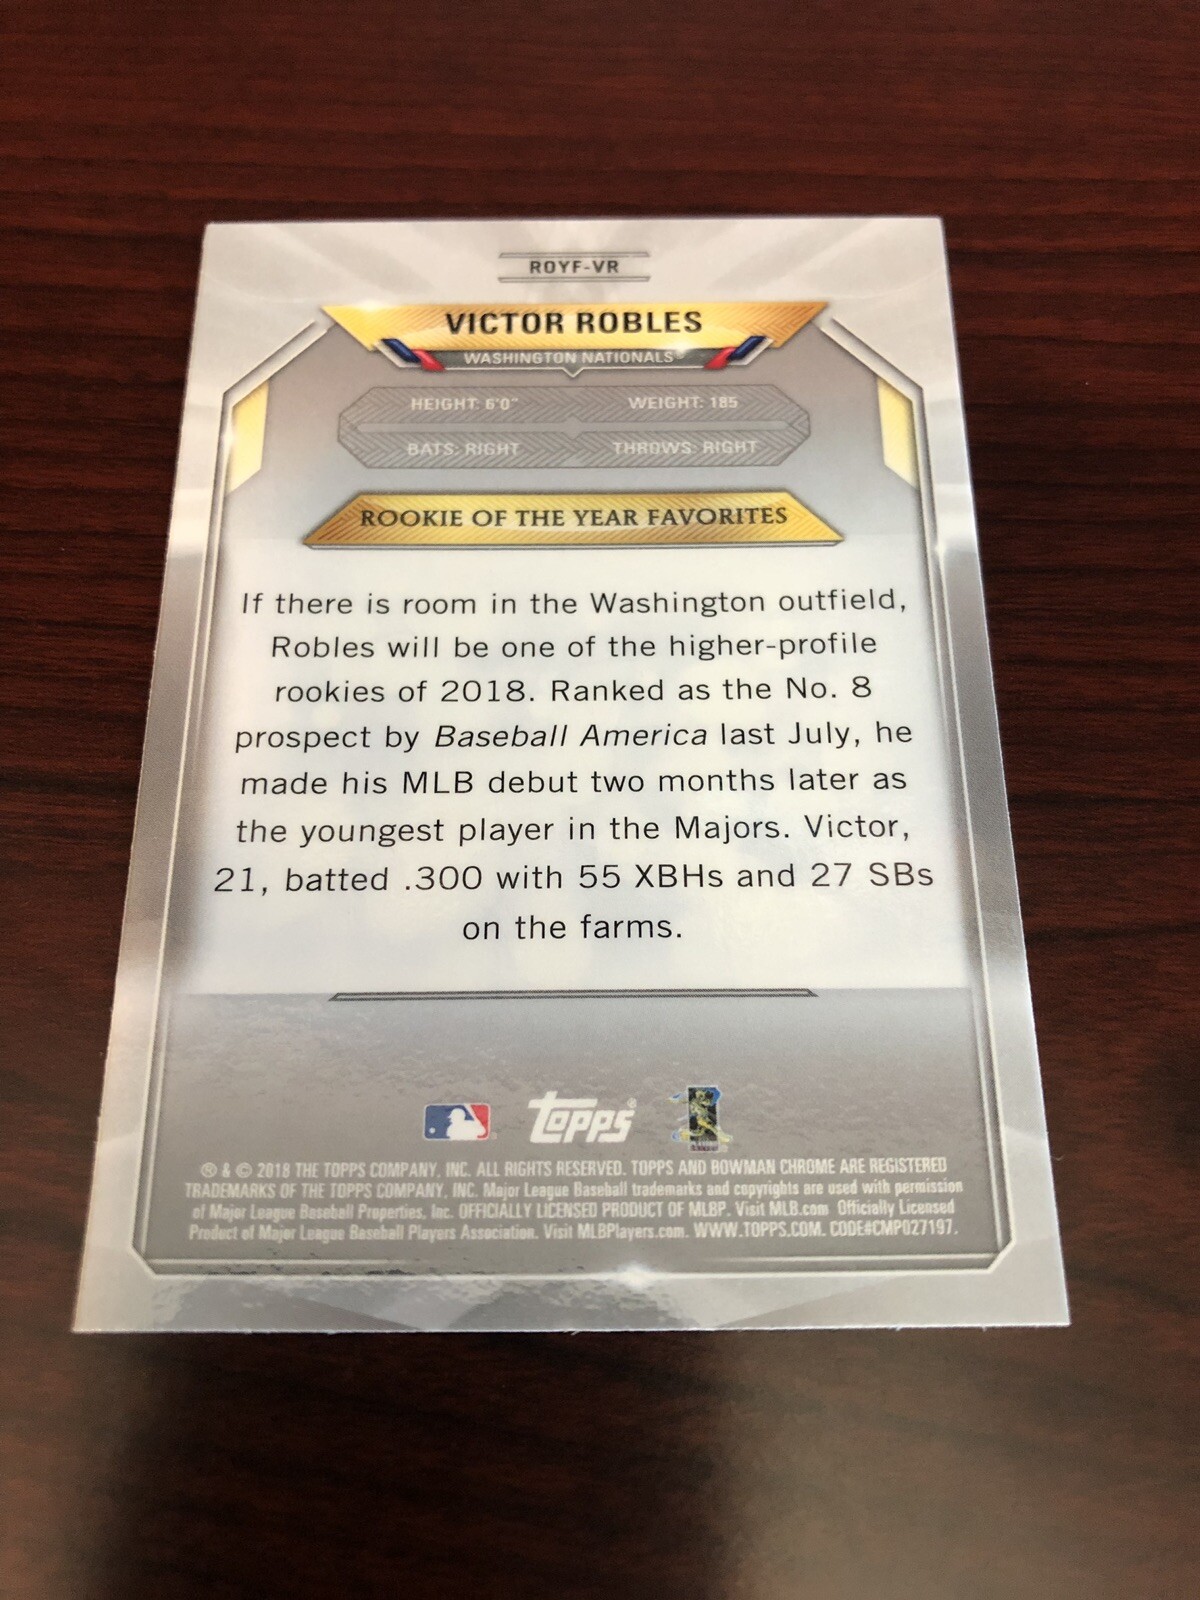 ROYF-VR
VICTOR ROBLES
WASHINGTON NATIONALS®
HEIGHT: 6'0" WEIGHT: 185
BATS: RIGHT THROWS: RIGHT
ROOKIE OF THE YEAR FAVORITES
If there is room in the Washington outfield,
Robles will be one of the higher-profile
rookies of 2018. Ranked as the No. 8
prospect by Baseball America last July, he
made his MLB debut two months later as
the youngest player in the Majors. Victor,
21, batted .300 with 55 XBHs and 27 SBs
on the farms.
Topps®
® & © 2018 THE TOPPS COMPANY, INC. ALL RIGHTS RESERVED. TOPPS AND BOWMAN CHROME ARE REGISTERED
TRADEMARKS OF THE TOPPS COMPANY, INC. Major League Baseball trademarks and copyrights are used with permission
of Major League Baseball Properties, Inc. OFFICIALLY LICENSED PRODUCT OF MLBP. Visit MLB.com Officially Licensed
Product of Major League Baseball Players Association. Visit MLBPlayers.com. WWW.TOPPS.COM. CODE#CMP027197.